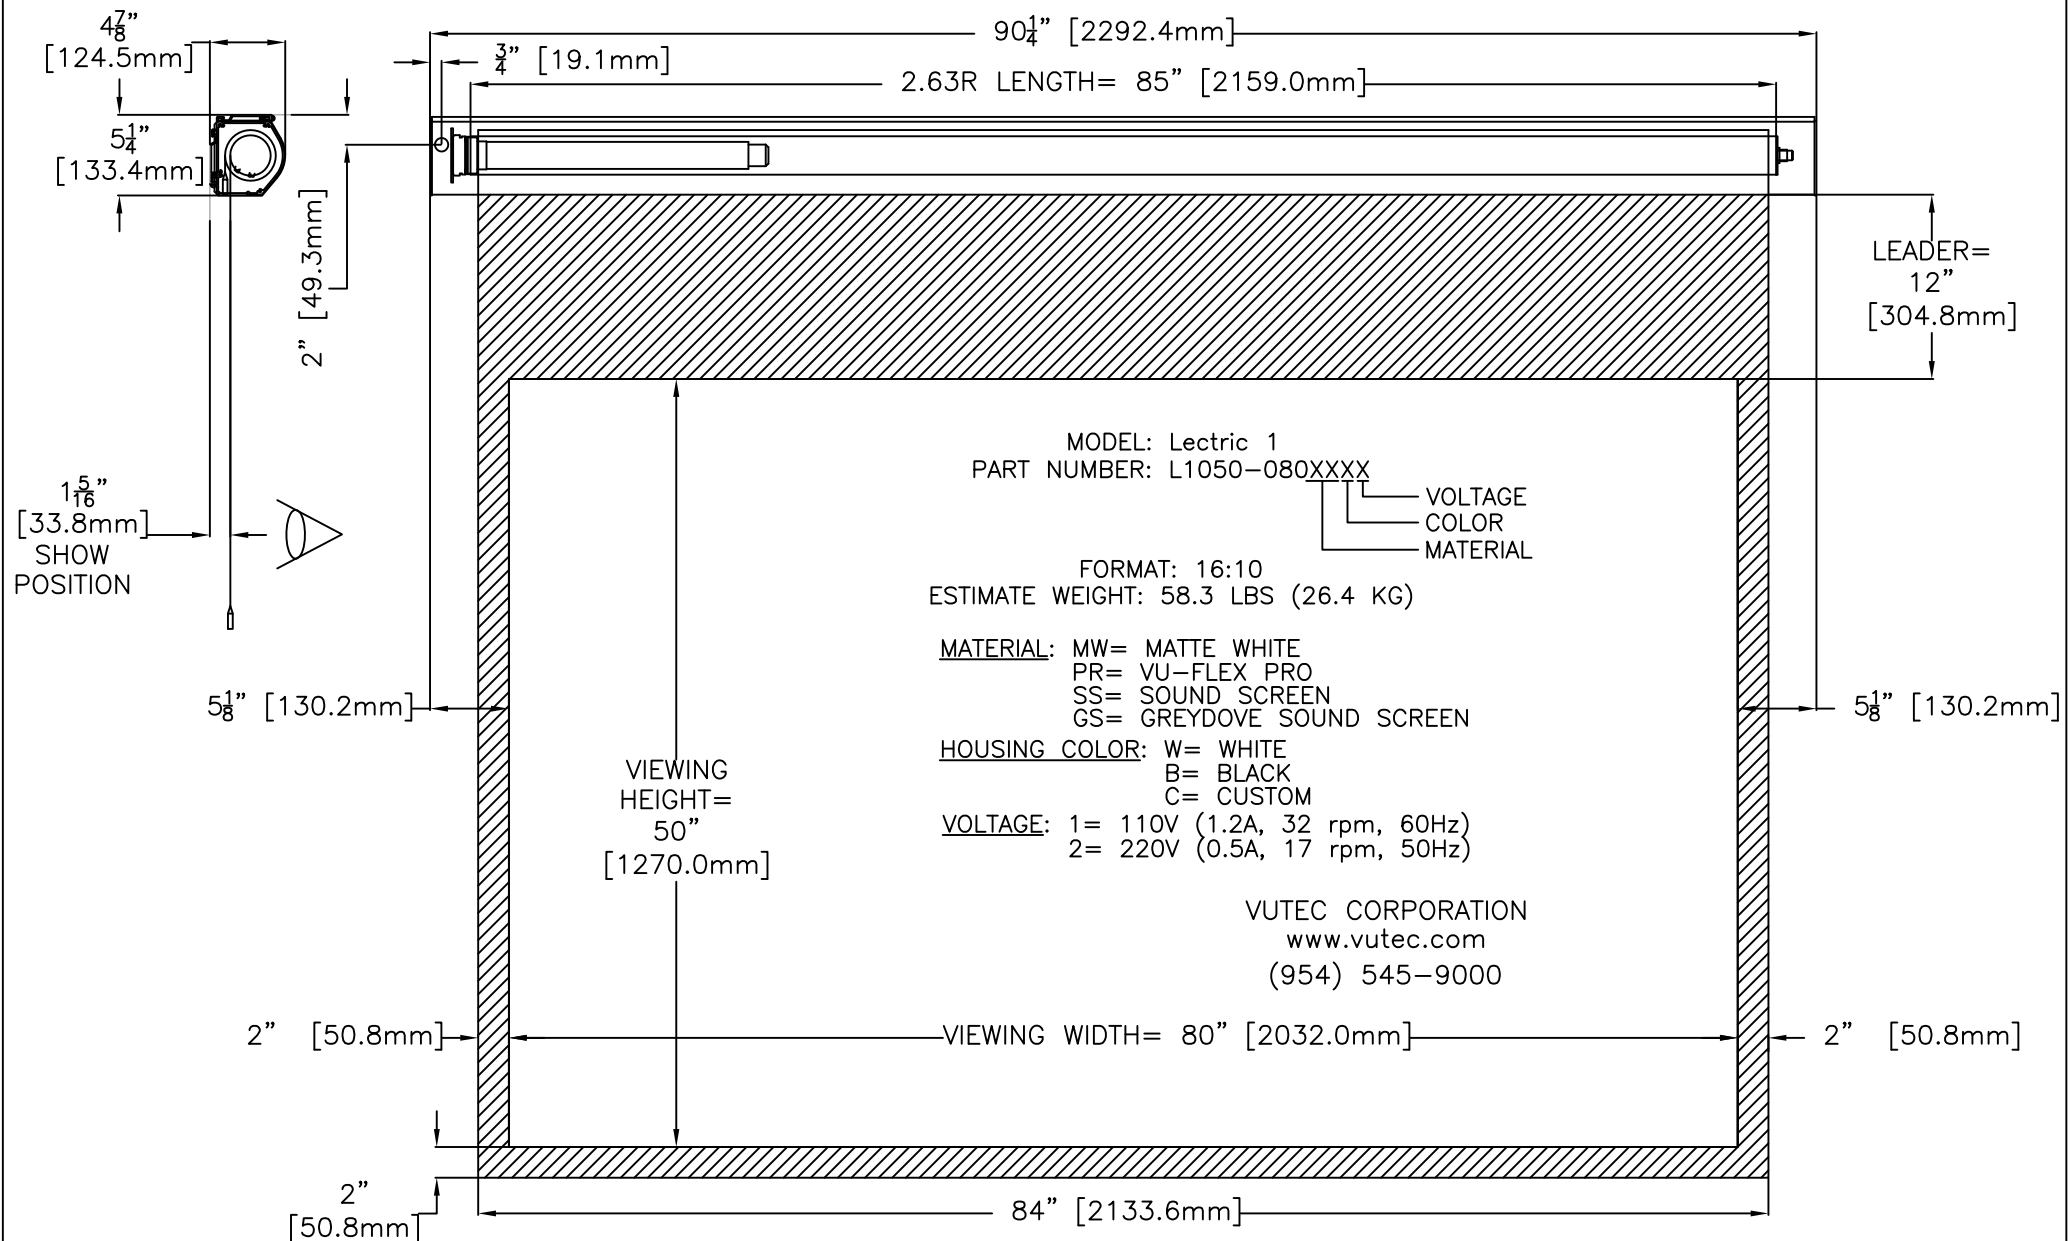 4⅞”
[124.5mm]
90¼” [2292.4mm]
¾” [19.1mm]
2.63R LENGTH= 85” [2159.0mm]
5¼”
[133.4mm]
2” [49.3mm]
LEADER=
12”
[304.8mm]
MODEL: Lectric 1
PART NUMBER: L1050-080XXXX
VOLTAGE
COLOR
MATERIAL
1 5/16”
[33.8mm]
SHOW
POSITION
FORMAT: 16:10
ESTIMATE WEIGHT: 58.3 LBS (26.4 KG)
MATERIAL: MW= MATTE WHITE
PR= VU-FLEX PRO
SS= SOUND SCREEN
GS= GREYDOVE SOUND SCREEN
5⅛” [130.2mm]
5⅛” [130.2mm]
HOUSING COLOR: W= WHITE
B= BLACK
C= CUSTOM
VIEWING
HEIGHT=
50”
[1270.0mm]
VOLTAGE: 1= 110V (1.2A, 32 rpm, 60Hz)
2= 220V (0.5A, 17 rpm, 50Hz)
VUTEC CORPORATION
www.vutec.com
(954) 545-9000
2” [50.8mm]
VIEWING WIDTH= 80” [2032.0mm]
2” [50.8mm]
2”
[50.8mm]
84” [2133.6mm]